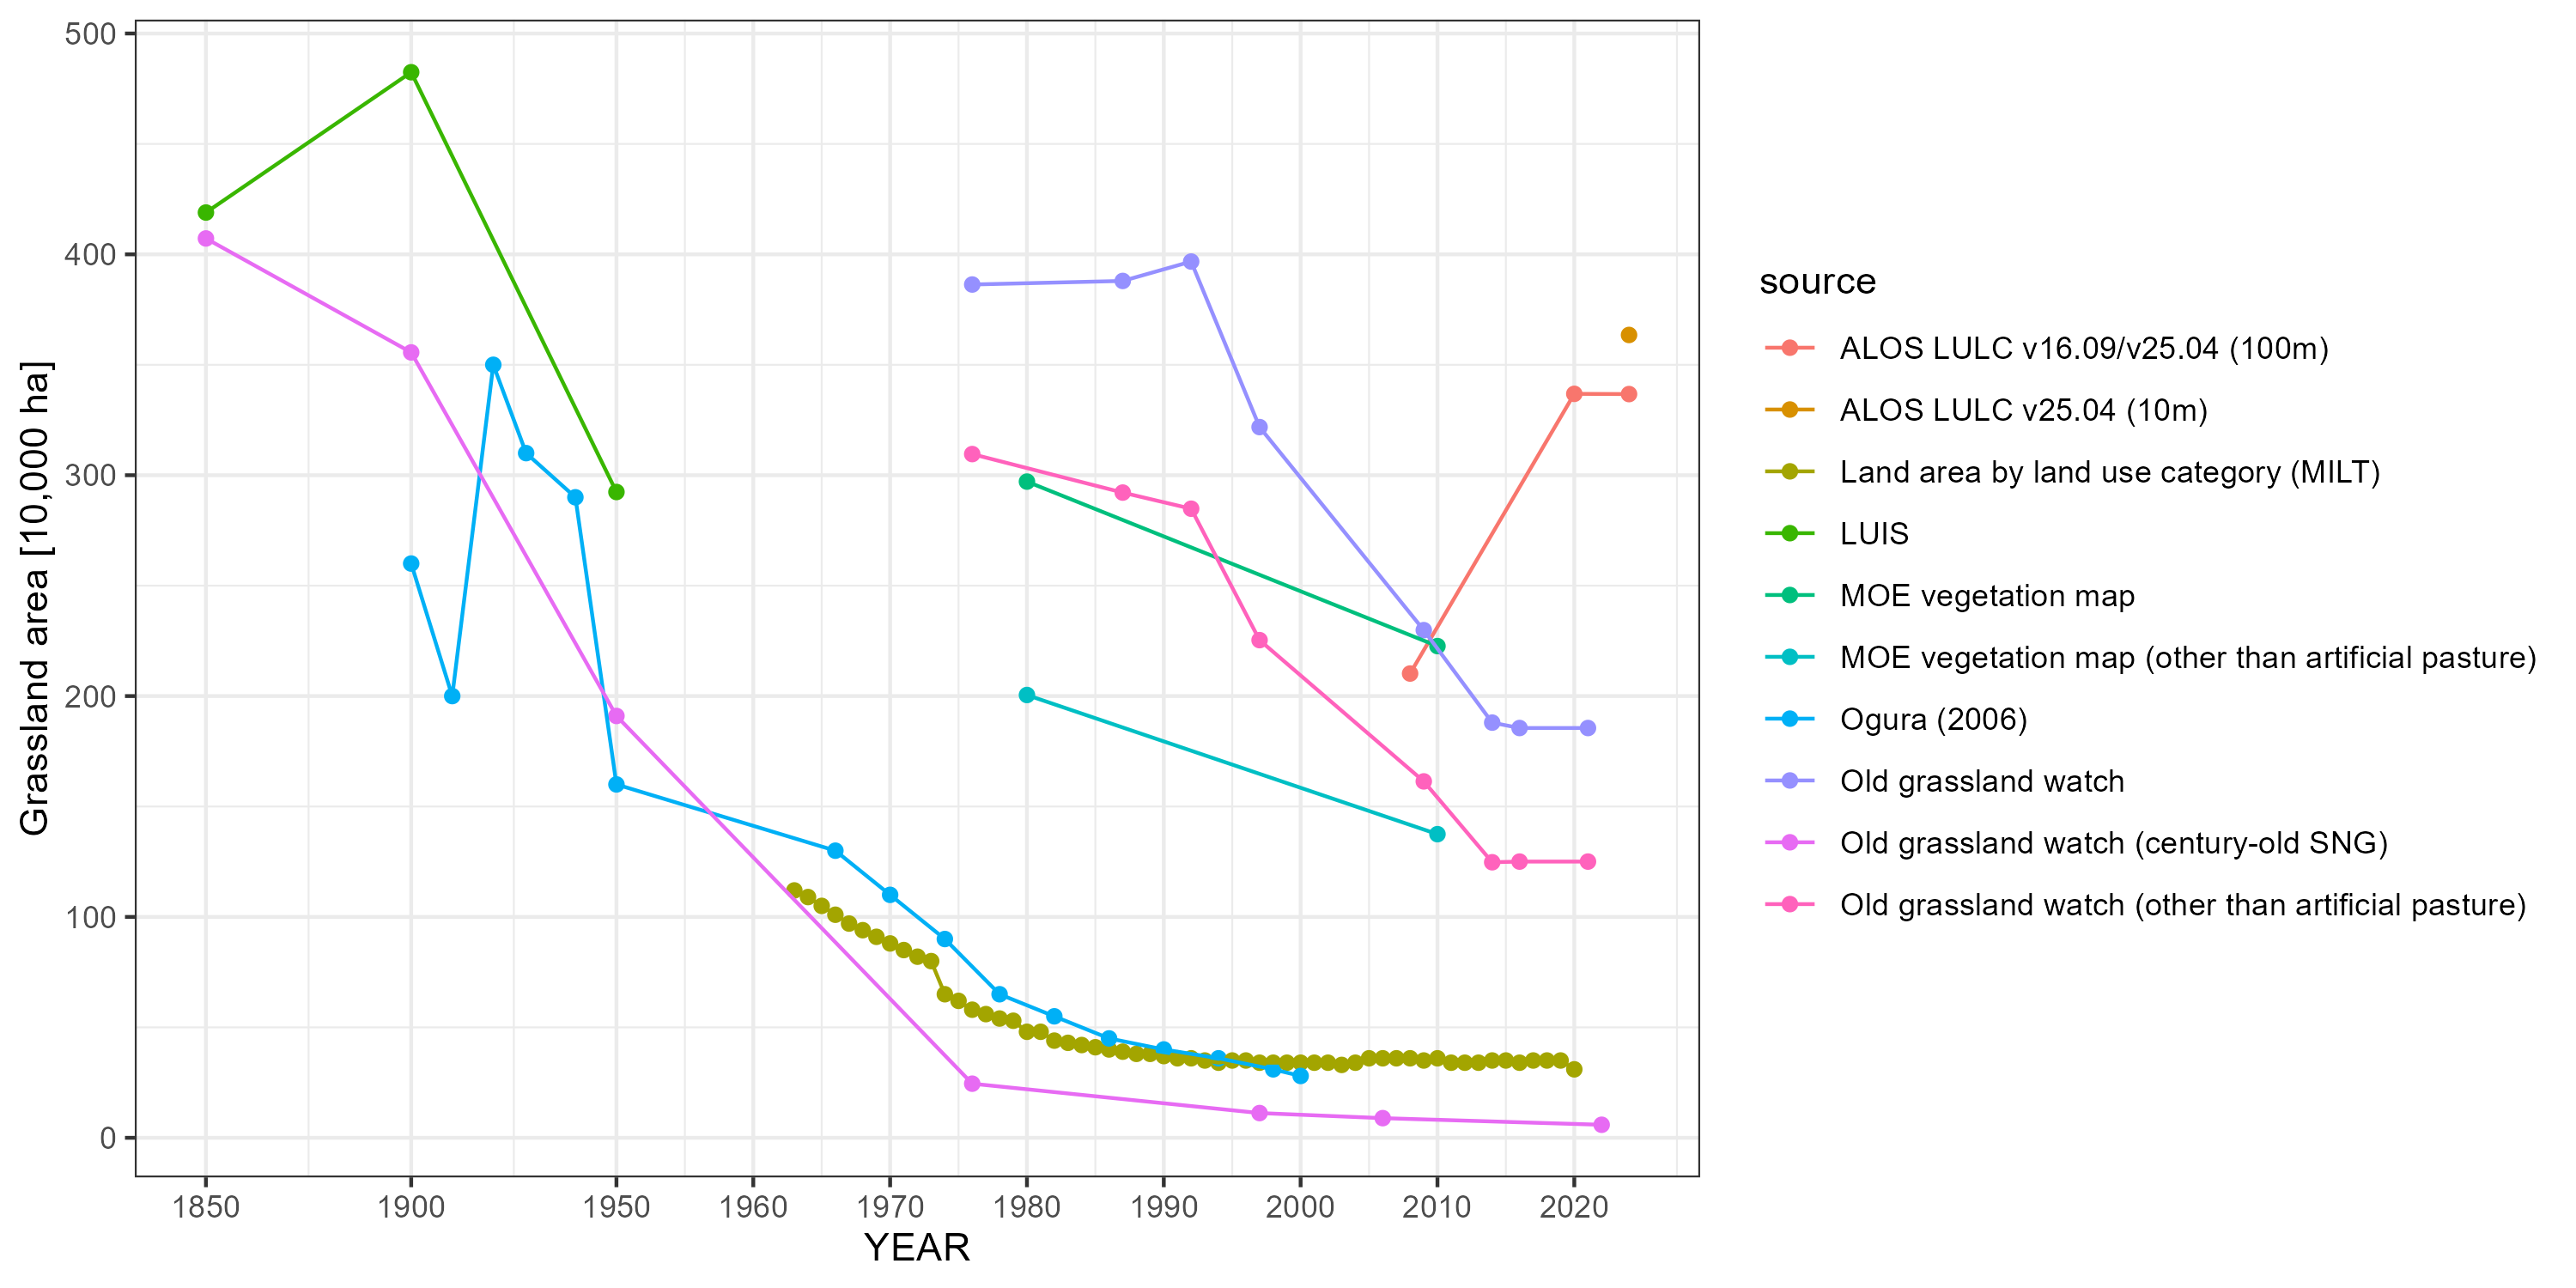 500
400
300
200
100
0
Grassland area [10,000 ha]
1850 1900 1950 1960 1970 1980 1990 2000 2010 2020
YEAR
source
ALOS LULC v16.09/v25.04 (100m)
ALOS LULC v25.04 (10m)
Land area by land use category (MILT)
LUIS
MOE vegetation map
MOE vegetation map (other than artificial pasture)
Ogura (2006)
Old grassland watch
Old grassland watch (century-old SNG)
Old grassland watch (other than artificial pasture)